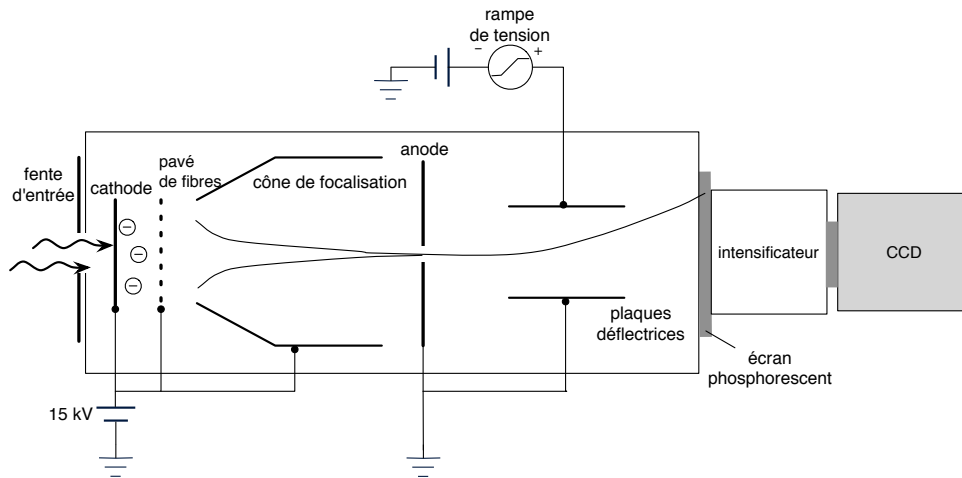 rampe
de tension
− +
fente
d'entrée
cathode
pavé
de fibres
cône de focalisation
anode
intensificateur
CCD
plaques
déflectrices
écran
phosphorescent
15 kV